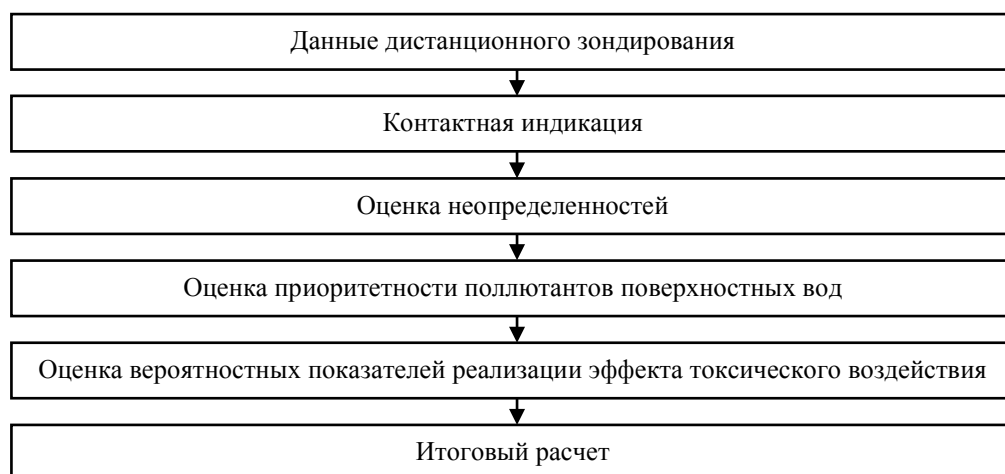 Данные дистанционного зондирования
Контактная индикация
Оценка неопределенностей
Оценка приоритетности поллютантов поверхностных вод
Оценка вероятностных показателей реализации эффекта токсического воздействия
Итоговый расчет